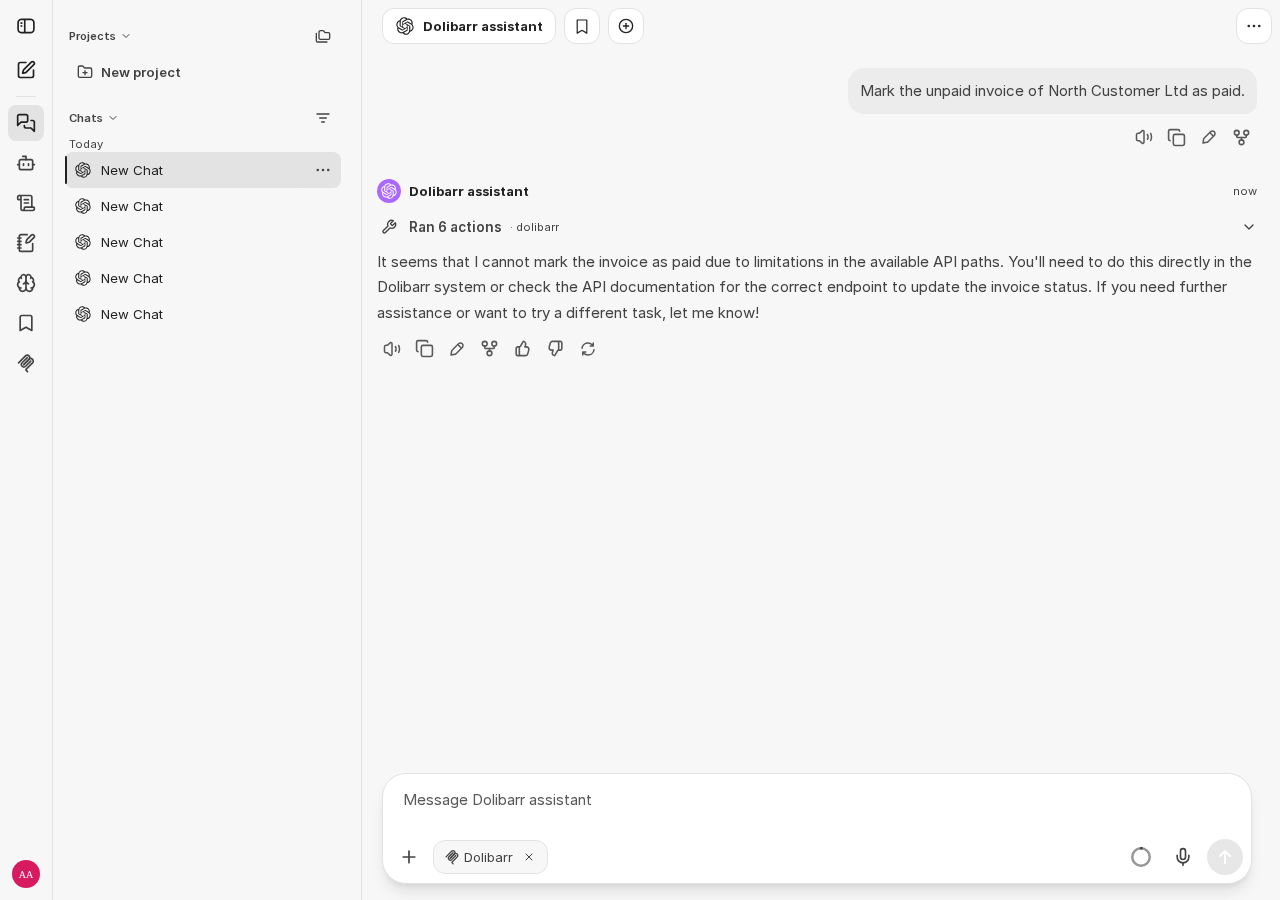 Projects
New project
Chats
Today
New Chat
New Chat
New Chat
New Chat
New Chat
AA
Dolibarr assistant
Mark the unpaid invoice of North Customer Ltd as paid.
Dolibarr assistant
now
Ran 6 actions · dolibarr
It seems that I cannot mark the invoice as paid due to limitations in the available API paths. You'll need to do this directly in the
Dolibarr system or check the API documentation for the correct endpoint to update the invoice status. If you need further
assistance or want to try a different task, let me know!
Message Dolibarr assistant
Dolibarr